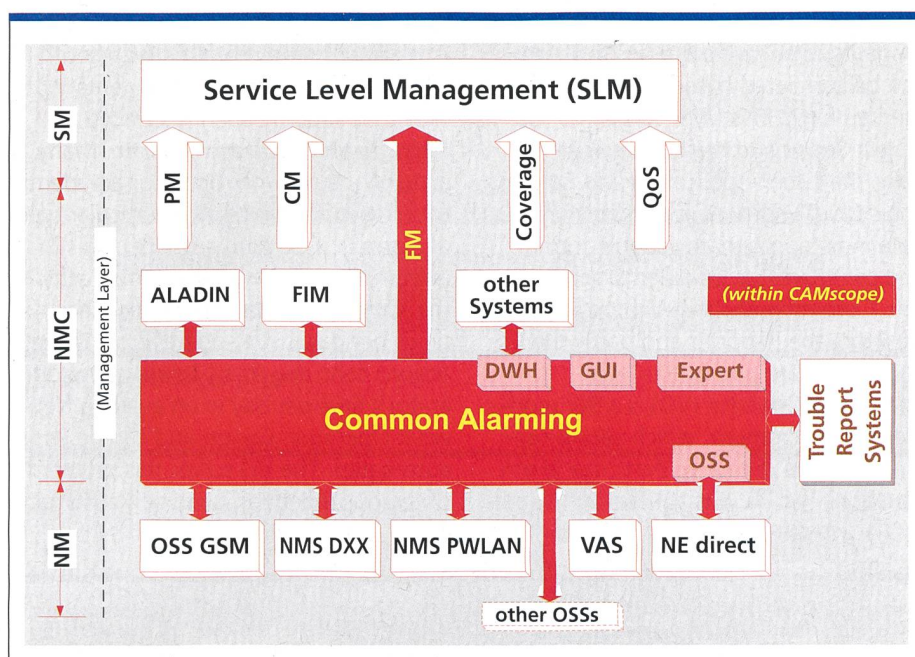 Service Level Management (SLM)
SM
PM
CM
FM
Coverage
QoS
NMC
(Management Layer)
ALADIN
FIM
other
Systems
(within CAMscope)
DWH
GUI
Expert
Common Alarming
OSS
Trouble
Report
Systems
NM
OSS GSM
NMS DXX
NMS PWLAN
VAS
NE direct
other OSSs